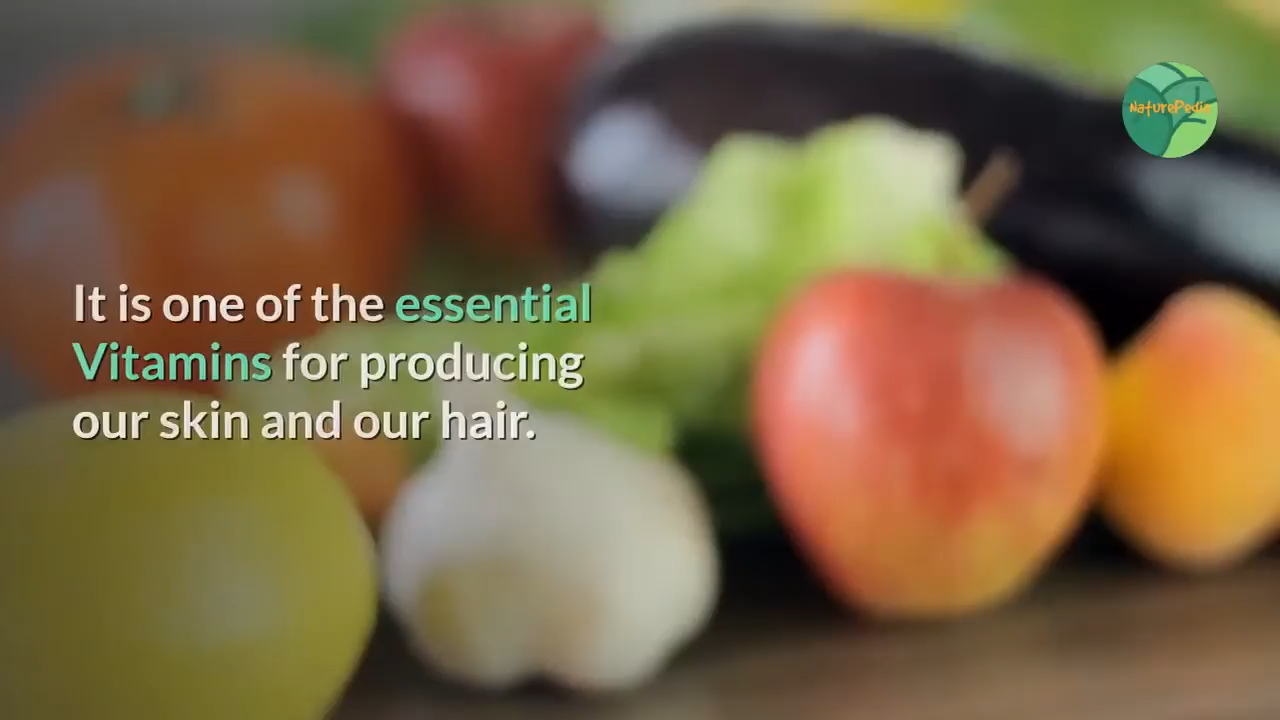 NaturePedia
It is one of the essential
Vitamins for producing
our skin and our hair.